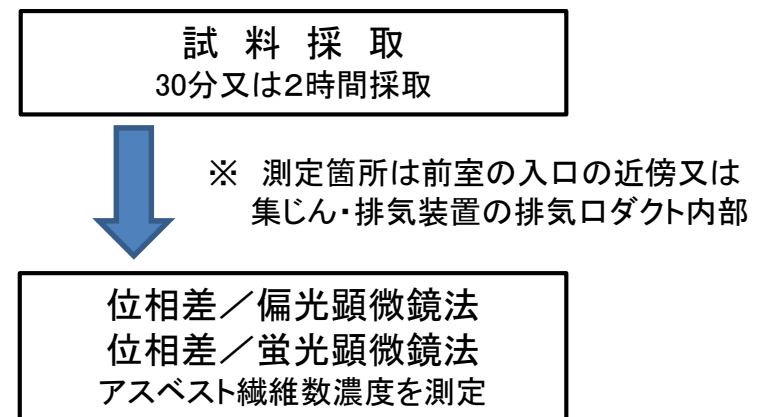 試　料　採　取
30分又は２時間採取
※　測定箇所は前室の入口の近傍又は
集じん・排気装置の排気口ダクト内部
位相差／偏光顕微鏡法
位相差／蛍光顕微鏡法
アスベスト繊維数濃度を測定